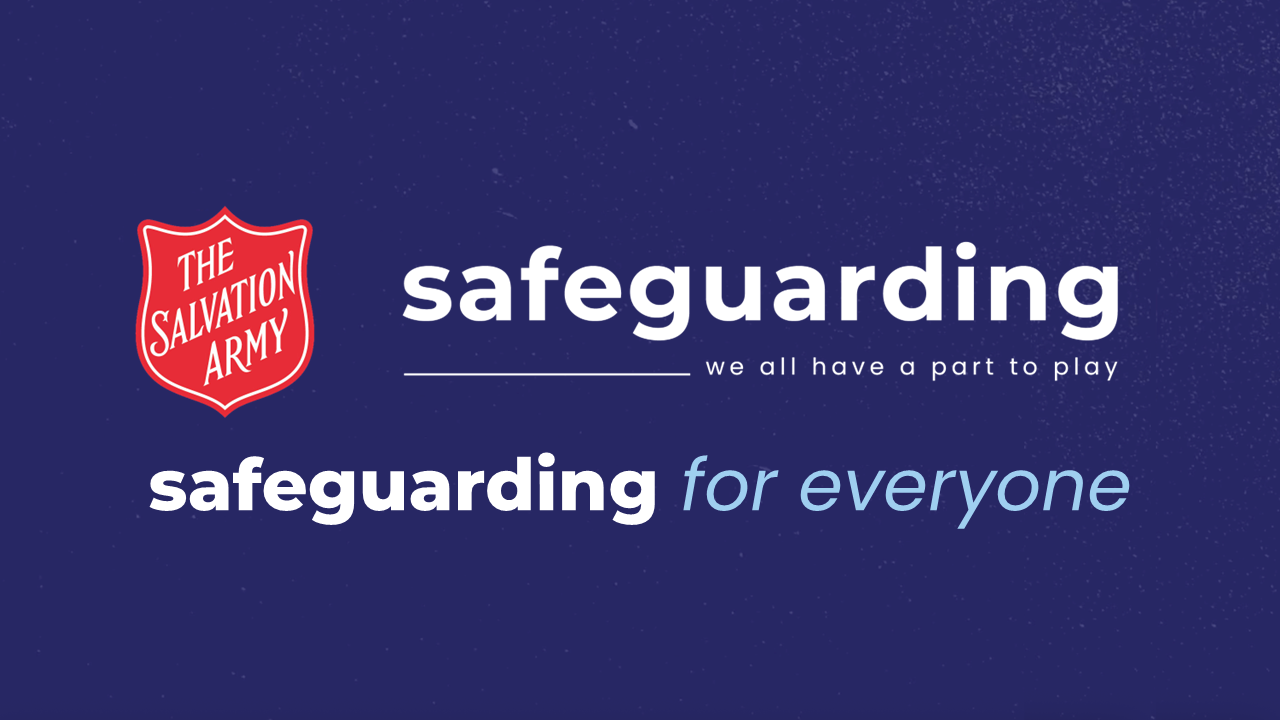 THE
SALVATION
ARMY
safeguarding
we all have a part to play
safeguarding for everyone